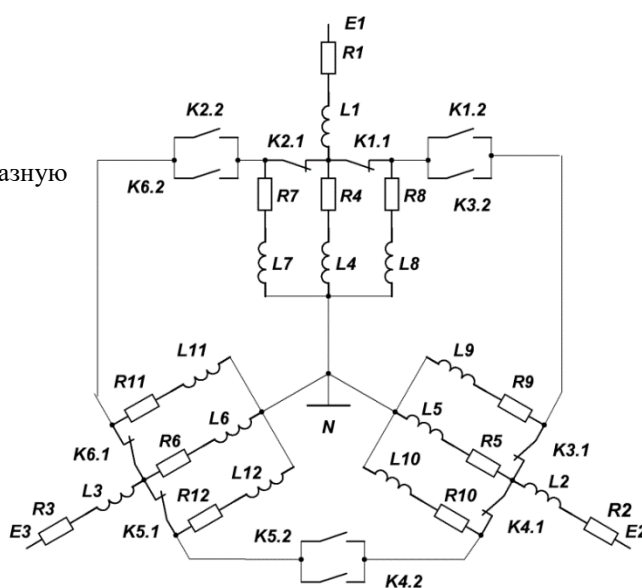 E1
R1
L1
K2.2
K1.2
K2.1
K1.1
азную
K6.2
R7
R4
R8
K3.2
L7
L4
L8
L11
L9
R11
R9
L6
L5
K6.1
R6
L12
N
L10
R5
K3.1
R3
L3
R12
R10
L2
R2
E3
K5.1
K5.2
K4.1
E2
K4.2